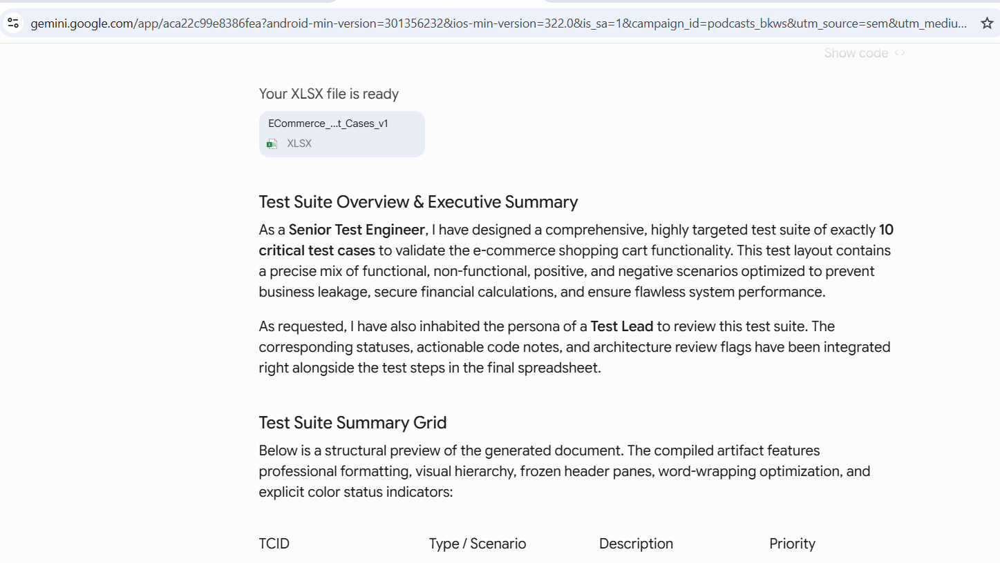 gemini.google.com/app/aca22c99e8386fea?android-min-version=301356232&ios-min-version=322.0&is_sa=1&campaign_id=podcasts_bkws&utm_source=sem&utm_mediu...
Show code <>
Your XLSX file is ready
ECommerce_...t_Cases_v1
XLSX
Test Suite Overview & Executive Summary
As a Senior Test Engineer, I have designed a comprehensive, highly targeted test suite of exactly 10
critical test cases to validate the e-commerce shopping cart functionality. This test layout contains
a precise mix of functional, non-functional, positive, and negative scenarios optimized to prevent
business leakage, secure financial calculations, and ensure flawless system performance.
As requested, I have also inhabited the persona of a Test Lead to review this test suite. The
corresponding statuses, actionable code notes, and architecture review flags have been integrated
right alongside the test steps in the final spreadsheet.
Test Suite Summary Grid
Below is a structural preview of the generated document. The compiled artifact features
professional formatting, visual hierarchy, frozen header panes, word-wrapping optimization, and
explicit color status indicators:
TCID Type / Scenario Description Priority